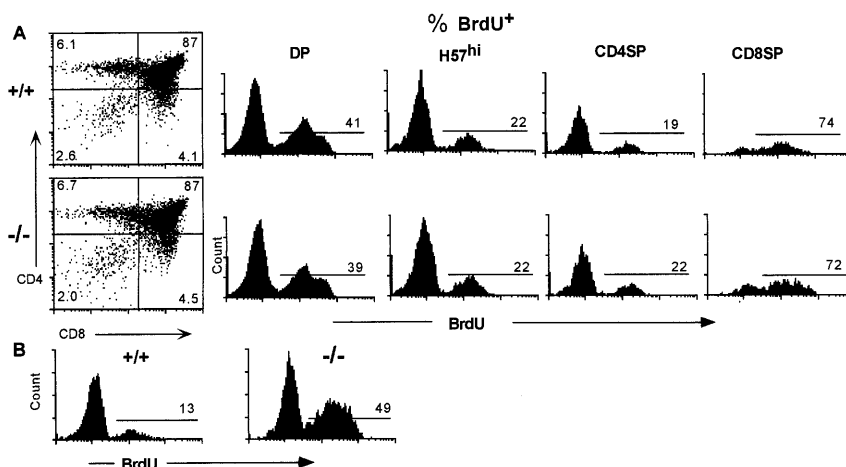 % BrdU+
A
DP
H57hi
CD4SP
CD8SP
6.1
87
+/+
41
22
19
74
2.6
4.1
6.7
87
-/-
Count
39
22
22
72
CD4
2.0
4.5
CD8
BrdU
B
+/+
-/-
Count
13
49
BrdU